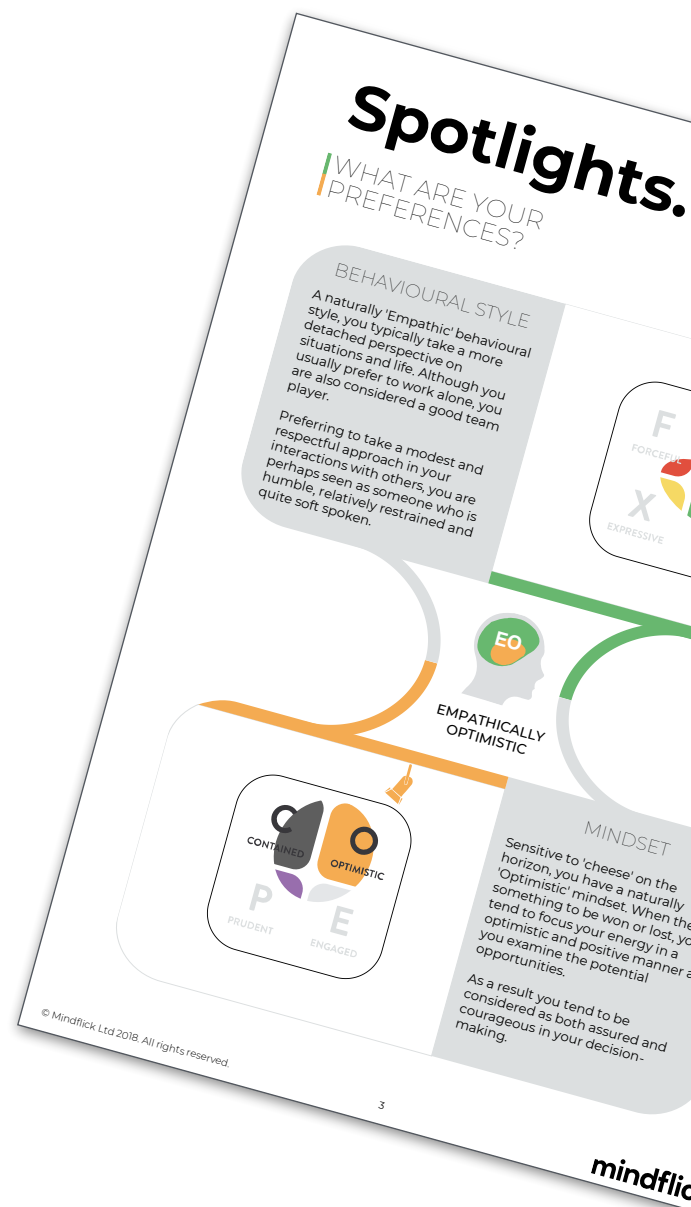 Spotlights.
WHAT ARE YOUR
PREFERENCES?
BEHAVIOURAL STYLE
A naturally 'Empathic' behavioural
style, you typically take a more
detached perspective on
situations and life. Although you
usually prefer to work alone, you
are also considered a good team
player.
Preferring to take a modest and
respectful approach in your
interactions with others, you are
perhaps seen as someone who is
humble, relatively restrained and
quite soft spoken.
F
FORCEFUL
X
EXPRESSIVE
EO
EMPATHICALLY
OPTIMISTIC
C
CONTAINED
O
OPTIMISTIC
P
PRUDENT
E
ENGAGED
MINDSET
Sensitive to 'cheese' on the
horizon, you have a naturally
'Optimistic' mindset. When the
something to be won or lost, yo
tend to focus your energy in a
optimistic and positive manner a
you examine the potential
opportunities.
As a result you tend to be
considered as both assured and
courageous in your decision-
making.
© Mindflick Ltd 2018. All rights reserved.
3
mindflic